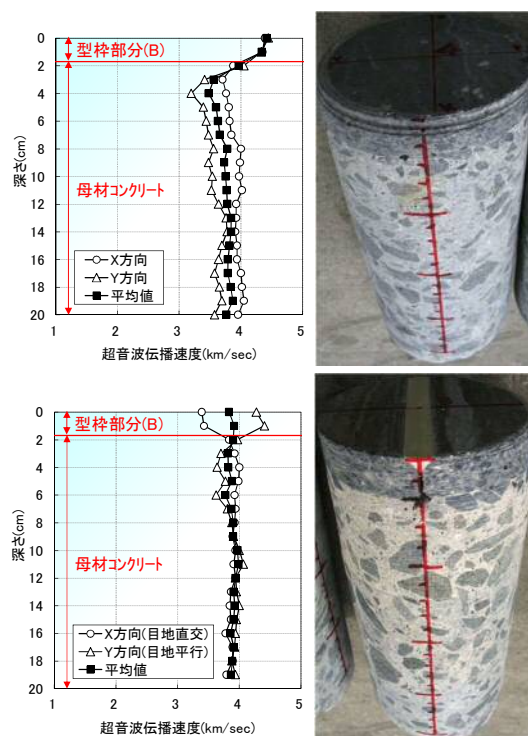 0
2
4
6
8
10
12
14
16
18
20
深さ(cm)
型枠部分(B)
母材コンクリート
X方向
Y方向
平均値
1 2 3 4 5
超音波伝播速度(km/sec)
0
2
4
6
8
10
12
14
16
18
20
深さ(cm)
型枠部分(B)
母材コンクリート
X方向(目地直交)
Y方向(目地平行)
平均値
1 2 3 4 5
超音波伝播速度(km/sec)